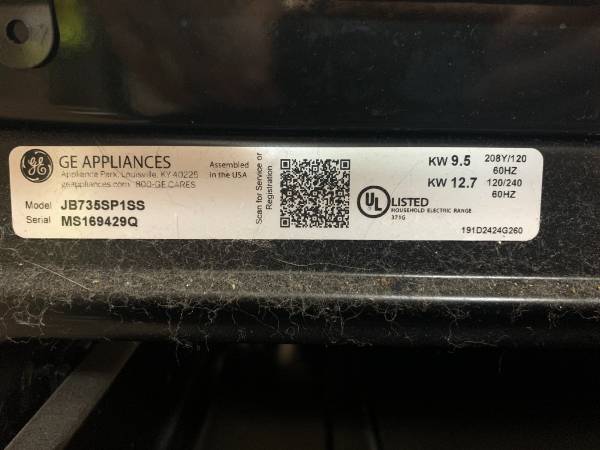 GE APPLIANCES
Appliance Park, Louisville, KY 40225
geappliances.com 1-800-GE CARES
Model JB735SP1SS
Serial MS169429Q
Assembled
in the USA
Scan for Service or
Registration
UL
LISTED
HOUSEHOLD ELECTRIC RANGE
371G
KW 9.5 208Y/120
60HZ
KW 12.7 120/240
60HZ
191D2424G260